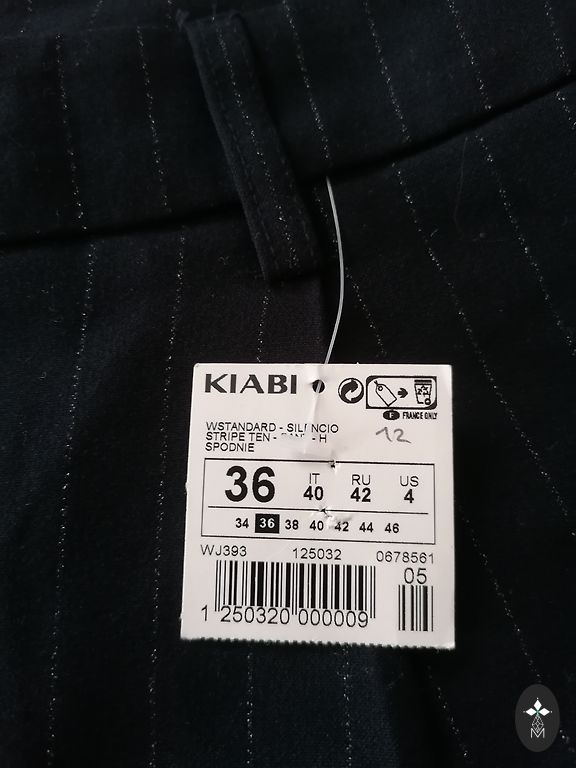 KIABI
FRANCE ONLY
WSTANDARD - SILENCIO
STRIPE TEN - - H
SPODNIE
12
36 IT 40 RU 42 US 4
34 36 38 40 42 44 46
WJ393 125032 0678561
05
1 250320 000009
M